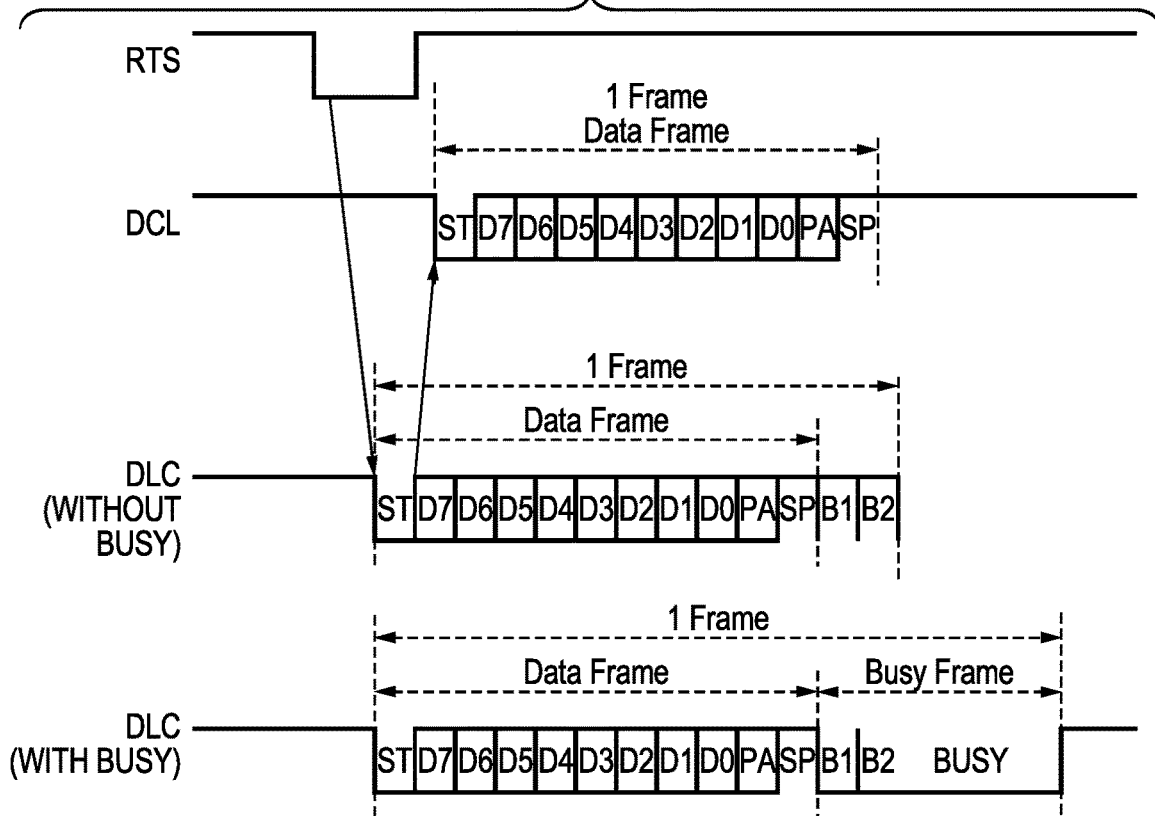 RTS
1 Frame
Data Frame
DCL
ST D7 D6 D5 D4 D3 D2 D1 D0 PA SP
1 Frame
Data Frame
DLC
(WITHOUT
BUSY)
ST D7 D6 D5 D4 D3 D2 D1 D0 PA SP B1 B2
1 Frame
Data Frame Busy Frame
DLC
(WITH BUSY)
ST D7 D6 D5 D4 D3 D2 D1 D0 PA SP B1 B2 BUSY